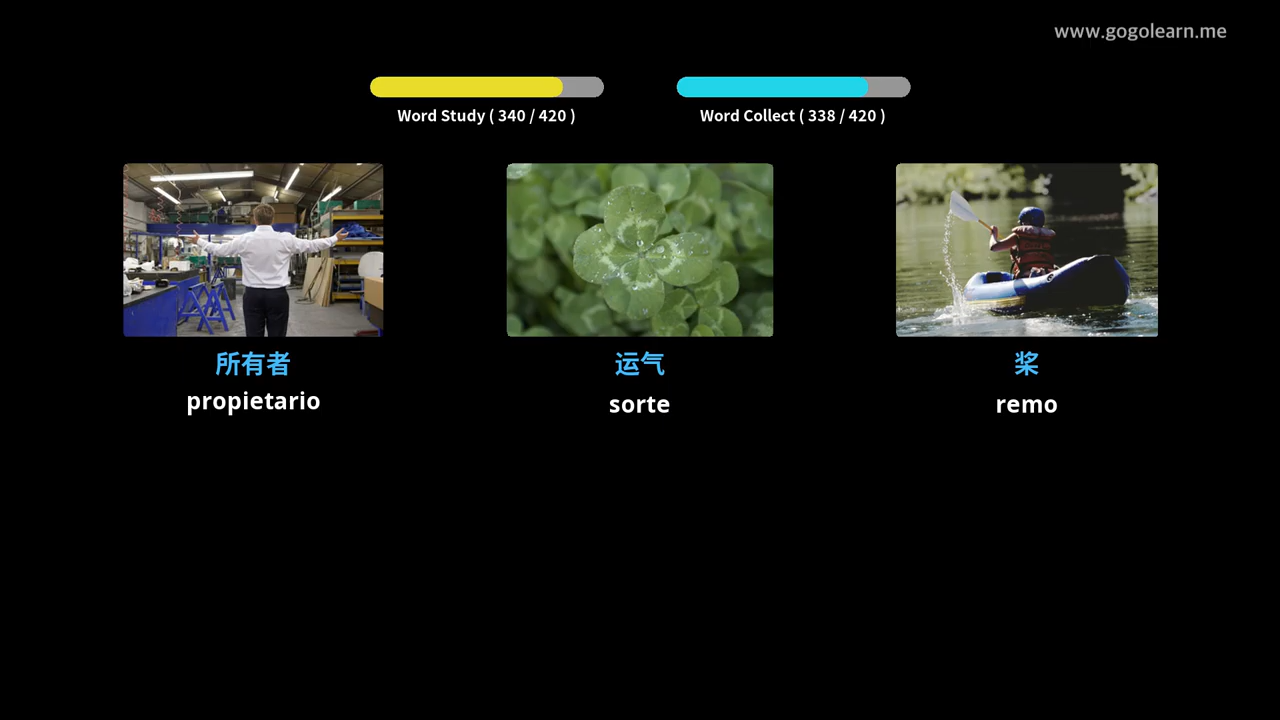 www.gogolearn.me
Word Study ( 340 / 420 )
Word Collect ( 338 / 420 )
所有者
运气
桨
propietario
sorte
remo